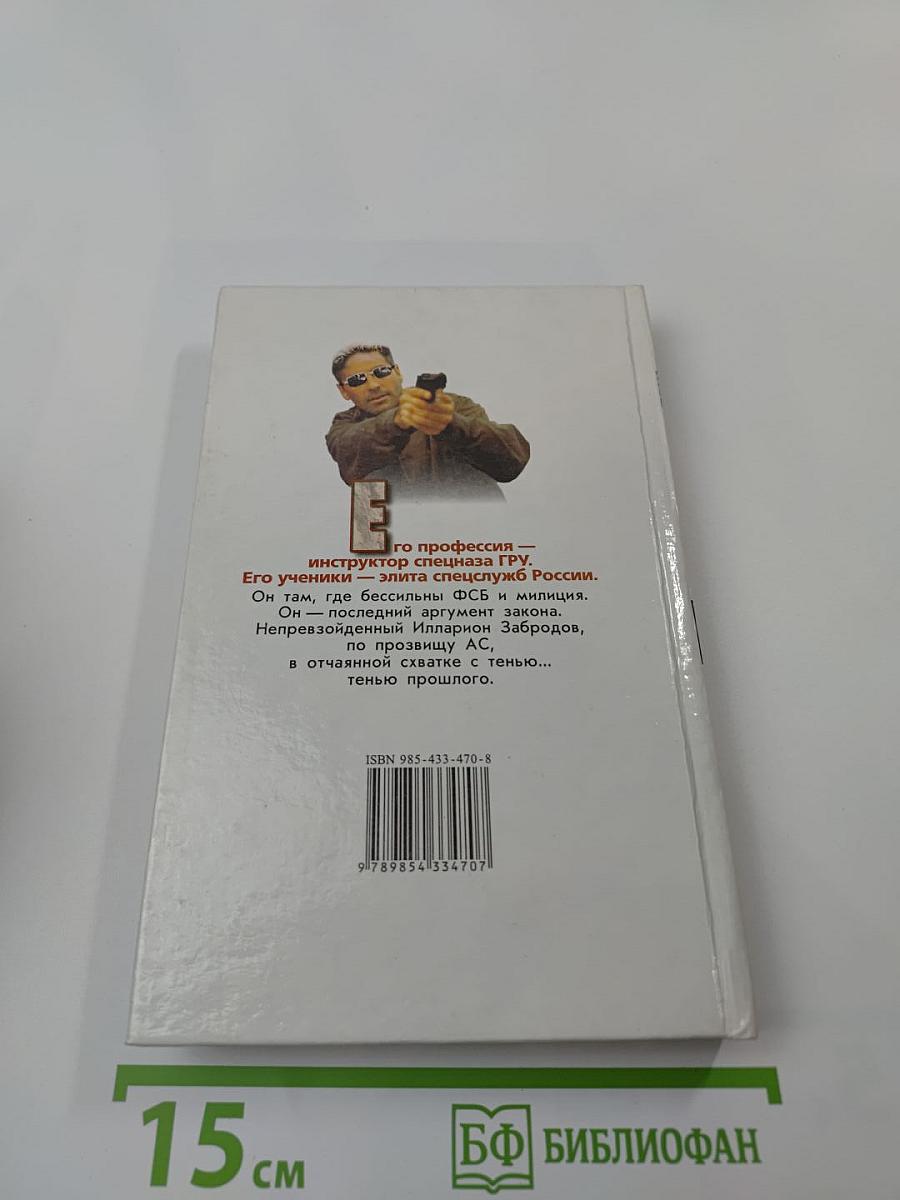 Его профессия —
инструктор спецназа ГРУ.
Его ученики — элита спецслужб России.
Он там, где бессильны ФСБ и милиция.
Он — последний аргумент закона.
Непревзойденный Илларион Забродов,
по прозвищу АС,
в отчаянной схватке с тенью...
тенью прошлого.
ISBN 985-433-470-8
9 789854 334707
15 см
БФ БИБЛИОФАН